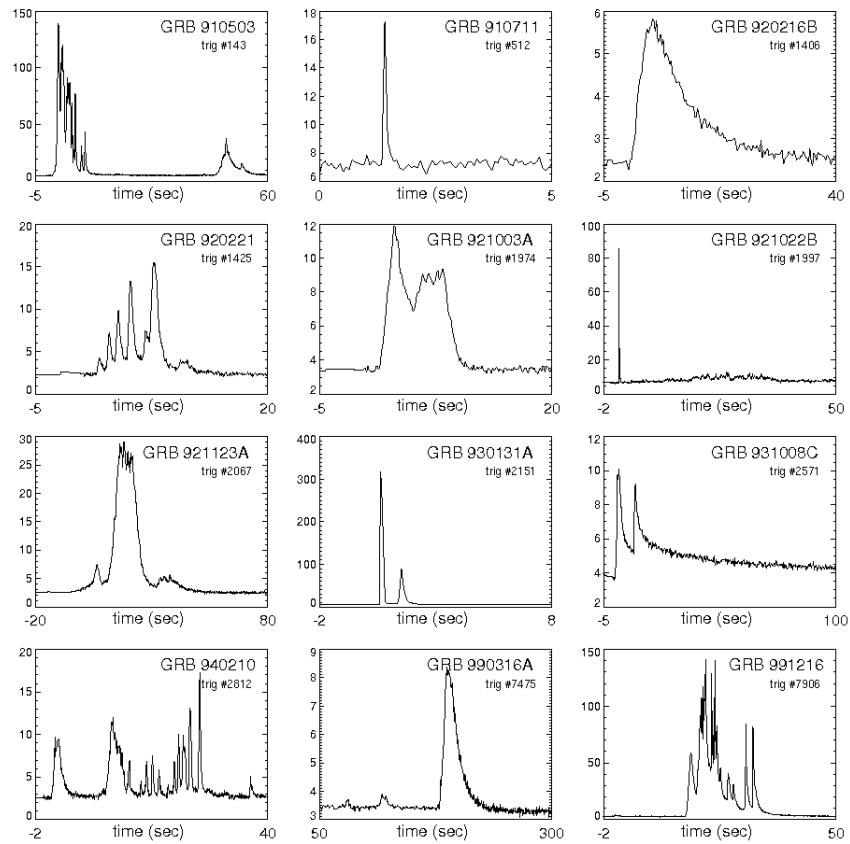 150 GRB 910503 18 GRB 910711 6 GRB 920216B
trig #143 trig #512 trig #1406
16
100 5
14
12 4
50 10
3
8
0 6 2
-5 time (sec) 60 0 time (sec) 5 -5 time (sec) 40
20 GRB 920221 12 GRB 921003A 100 GRB 921022B
trig #1425 trig #1974 trig #1997
15 10 80
8 60
10
6 40
5 4 20
0 2 0
-5 time (sec) 20 -5 time (sec) 20 -2 time (sec) 50
30 GRB 921123A 400 GRB 930131A 12 GRB 931008C
trig #2067 trig #2151 trig #2571
25 10
300
20
8
15 200
10 6
100
5 4
0 0 2
-20 time (sec) 80 -2 time (sec) 8 -5 time (sec) 100
20 GRB 940210 9 GRB 990316A 150 GRB 991216
trig #2812 trig #7475 trig #7906
15 8
7 100
10 6
5 50
5
4
0 3 0
-2 time (sec) 40 50 time (sec) 300 -2 time (sec) 50